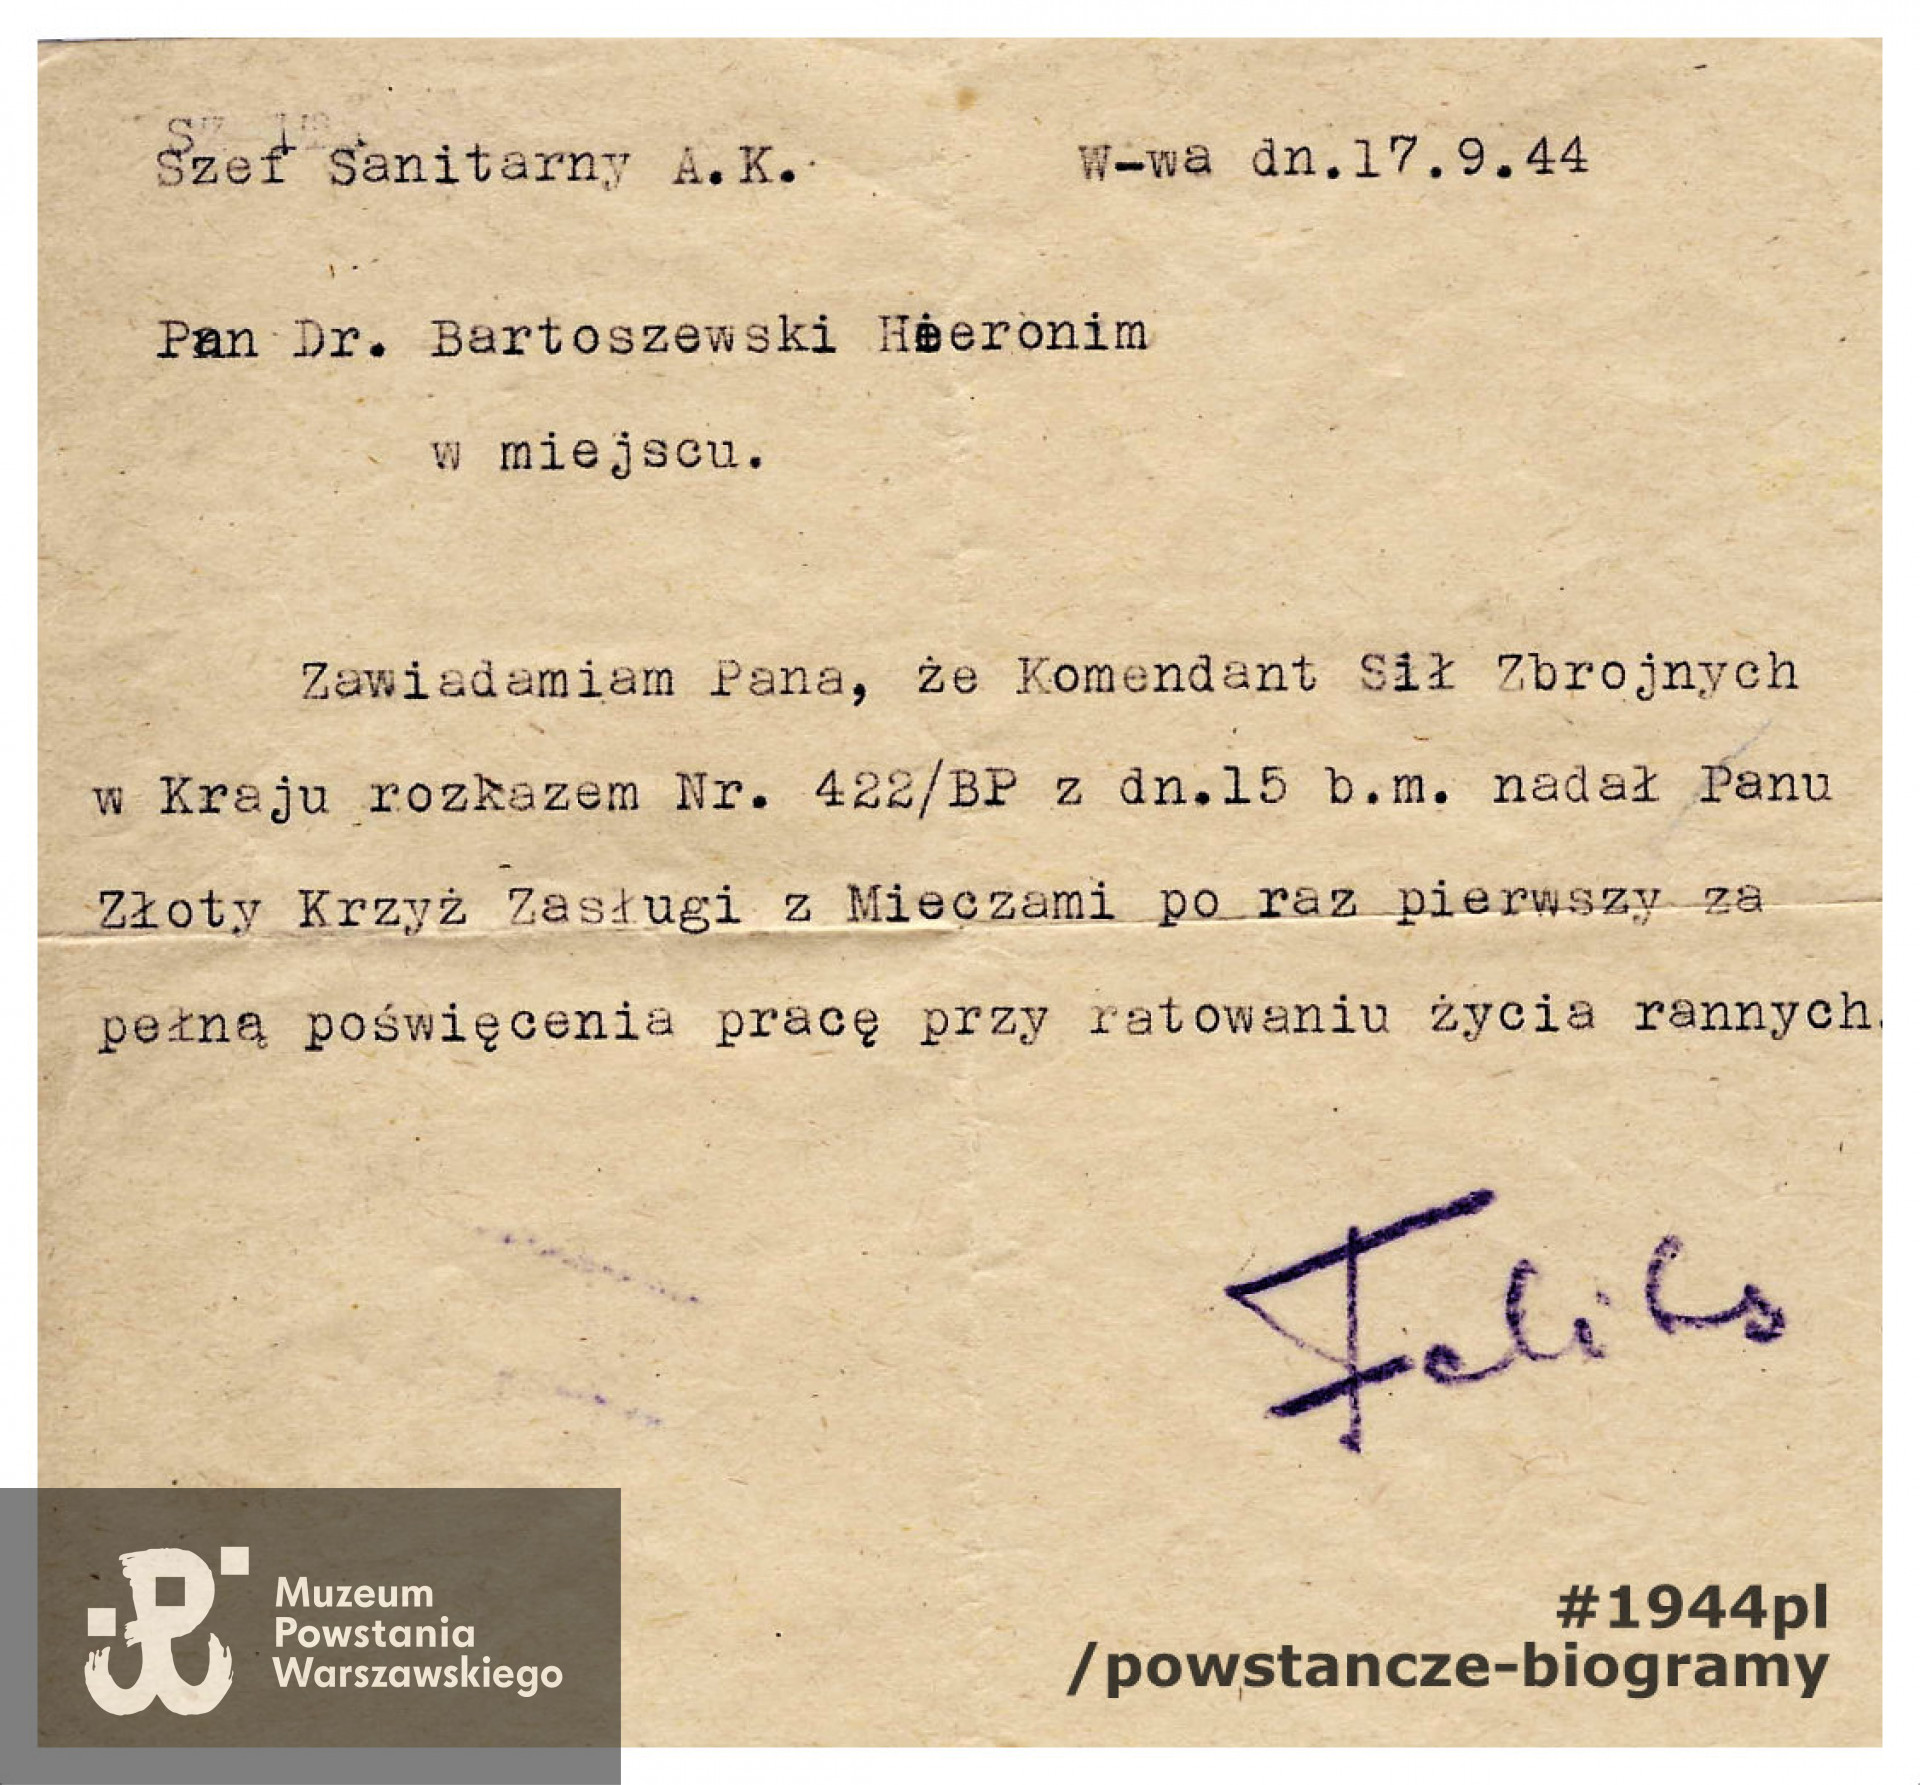 Szef Sanitarny A.K. W-wa dn.17.9.44
Pan Dr. Bartoszewski Hieronim
w miejscu.
Zawiadamiam Pana, że Komendant Sił Zbrojnych
w Kraju rozkazem Nr. 422/BP z dn.15 b.m. nadał Panu
Złoty Krzyż Zasługi z Mieczami po raz pierwszy za
pełną poświęcenia pracę przy ratowaniu życia rannych.
Feliks
Muzeum
Powstania
Warszawskiego
#1944pl
/powstancze-biogramy